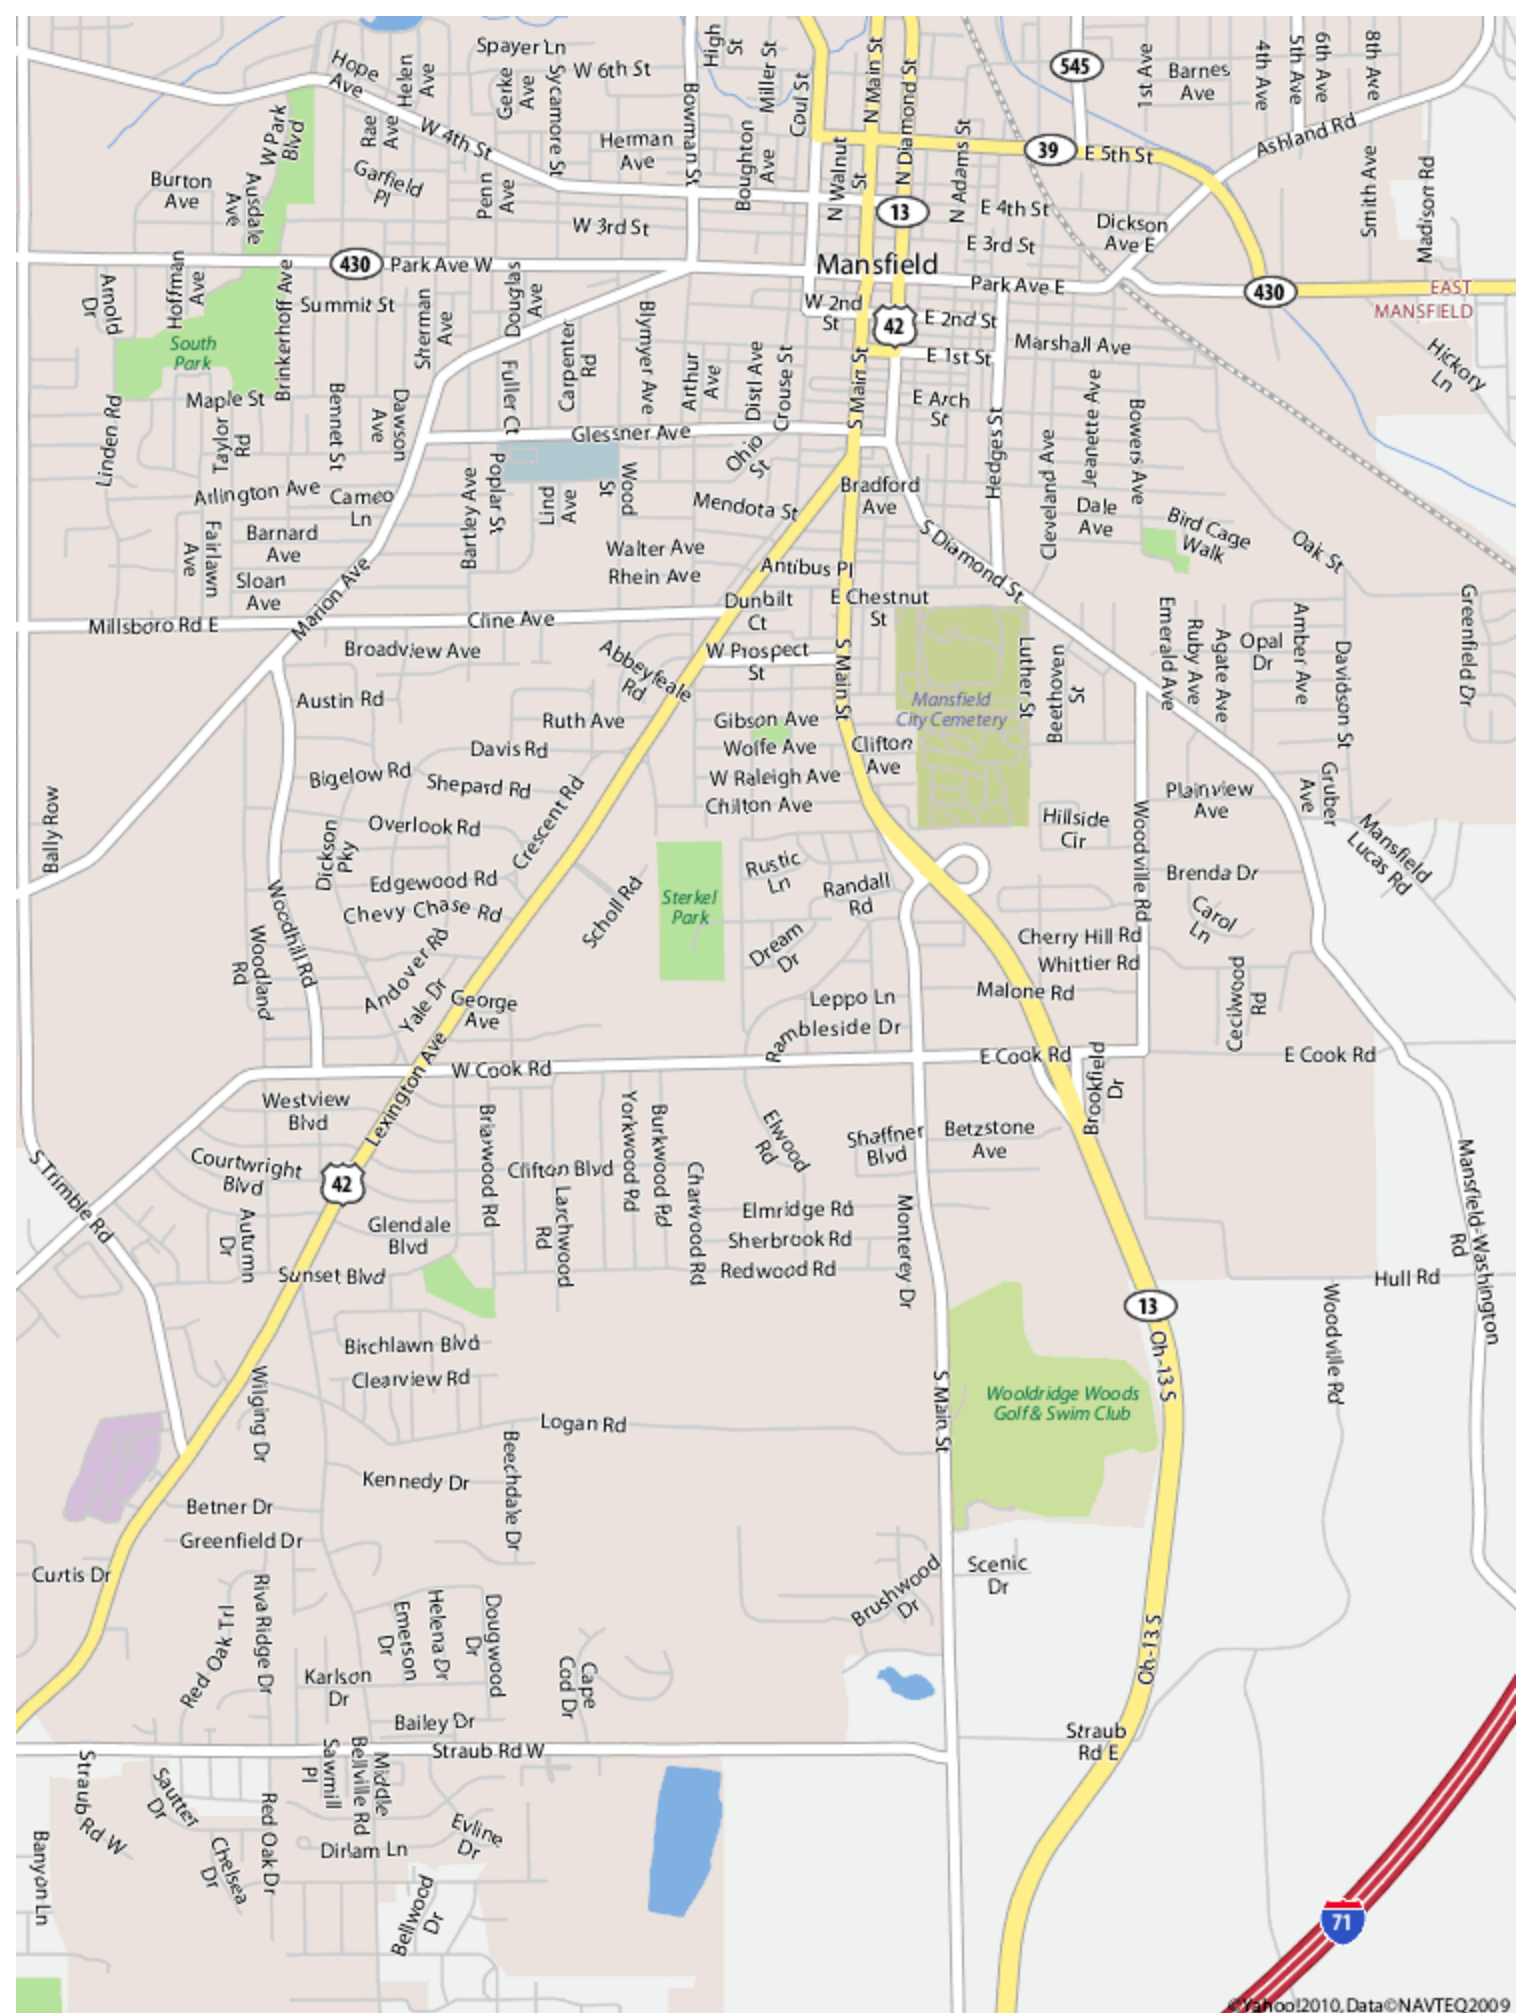 Spayer Ln
Hope
Ave
Helen
Ave
Gerke
Ave
Sycamore St
W 6th St
Bowman St
High
St
Miller St
Coul St
N Main St
N Diamond St
545
1st Ave
Barnes
Ave
4th Ave
5th Ave
6th Ave
8th Ave
W Park
Blvd
Rae
Ave
W 4th St
Herman
Ave
Boughton
Ave
N Walnut
St
N Adams St
39
E 5th St
Ashland Rd
Smith Ave
Madison Rd
Burton
Ave
Ausdale
Ave
Garfield
Pl
Penn
Ave
W 3rd St
13
E 4th St
E 3rd St
Dickson
Ave E
430
Park Ave W
Mansfield
Park Ave E
430
EAST
MANSFIELD
Arnold
Dr
Hoffman
Ave
Brinkerhoff Ave
Summit St
Sherman
Ave
Douglas
Ave
Blymyer Ave
W 2nd
St
42
E 2nd St
E 1st St
Marshall Ave
Hickory
Ln
South
Park
Fuller Ct
Carpenter
Rd
Arthur
Ave
Distl Ave
Crouse St
S Main St
E Arch
St
Hedges St
Jeanette Ave
Bowers Ave
Maple St
Linden Rd
Taylor
Rd
Bennet St
Dawson
Ave
Glessner Ave
Ohio
St
Cleveland Ave
Arlington Ave
Cameo
Ln
Bartley Ave
Poplar St
Lind
Ave
Wood
St
Mendota St
Bradford
Ave
Dale
Ave
Bird Cage
Walk
Oak St
Fairlawn
Ave
Barnard
Ave
Sloan
Ave
Marion Ave
Walter Ave
Rhein Ave
Antibus Pl
S Diamond St
Dunbilt
Ct
E Chestnut
St
Millsboro Rd E
Cline Ave
Broadview Ave
Abbeyfeale
Rd
W Prospect
St
S Main St
Luther St
Beethoven
St
Emerald Ave
Ruby Ave
Agate Ave
Opal
Dr
Amber Ave
Davidson St
Greenfield Dr
Austin Rd
Ruth Ave
Gibson Ave
Mansfield
City Cemetery
Davis Rd
Wolfe Ave
Clifton
Ave
Bigelow Rd
Shepard Rd
W Raleigh Ave
Chilton Ave
Plainview
Ave
Gruber
Ave
Bally Row
Overlook Rd
Crescent Rd
Dickson
Pky
Hillside
Cir
Woodville Rd
Mansfield
Lucas Rd
Edgewood Rd
Chevy Chase Rd
Scholl Rd
Sterkel
Park
Rustic
Ln
Randall
Rd
Brenda Dr
Carol
Ln
Woodhill Rd
Woodland
Rd
Andover Rd
Yale Dr
George
Ave
Dream
Dr
Cherry Hill Rd
Whittier Rd
Malone Rd
Cecilwood
Rd
Leppo Ln
Rambleside Dr
Lexington Ave
W Cook Rd
E Cook Rd
Brookfield
Dr
E Cook Rd
Westview
Blvd
Briarwood Rd
Yorkwood Rd
Burkwood Rd
Elwood
Rd
Shaffner
Blvd
Betzstone
Ave
S Trimble Rd
Courtwright
Blvd
42
Clifton Blvd
Larchwood
Rd
Charwood Rd
Monterey Dr
Mansfield-Washington
Rd
Autumn
Dr
Glendale
Blvd
Elmridge Rd
Sherbrook Rd
Redwood Rd
Sunset Blvd
Hull Rd
13
Oh-13 S
Woodville Rd
Birchlawn Blvd
Clearview Rd
Wilging Dr
Logan Rd
S Main St
Wooldridge Woods
Golf & Swim Club
Kennedy Dr
Beechdale Dr
Betner Dr
Greenfield Dr
Curtis Dr
Brushwood
Dr
Scenic
Dr
Riva Ridge Dr
Red Oak Trl
Emerson
Dr
Helena Dr
Dougwood
Dr
Karlson
Dr
Cape
Cod Dr
Oh-13 S
Bailey Dr
Straub Rd W
Straub
Rd E
Straub Rd W
Sautter
Dr
Sawmill
Pl
Middle
Bellville Rd
Red Oak Dr
Chelsea
Dr
Evline
Dr
Dirlam Ln
Banyon Ln
Bellwood
Dr
71
©Yahoo!2010, Data©NAVTEQ2009